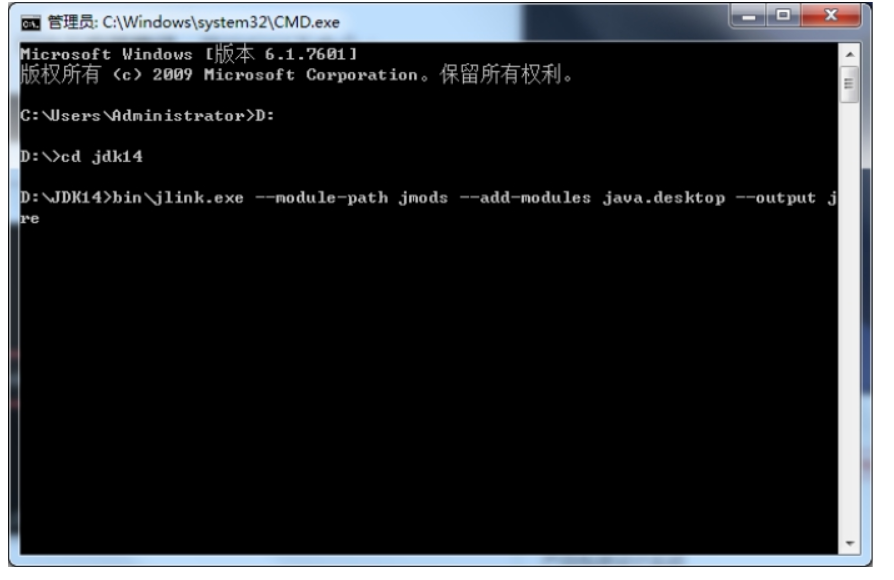 管理员: C:\Windows\system32\CMD.exe
Microsoft Windows [版本 6.1.7601]
版权所有 (c) 2009 Microsoft Corporation。保留所有权利。
C:\Users\Administrator>D:
D:\>cd jdk14
D:\JDK14>bin\jlink.exe --module-path jmods --add-modules java.desktop --output j
re